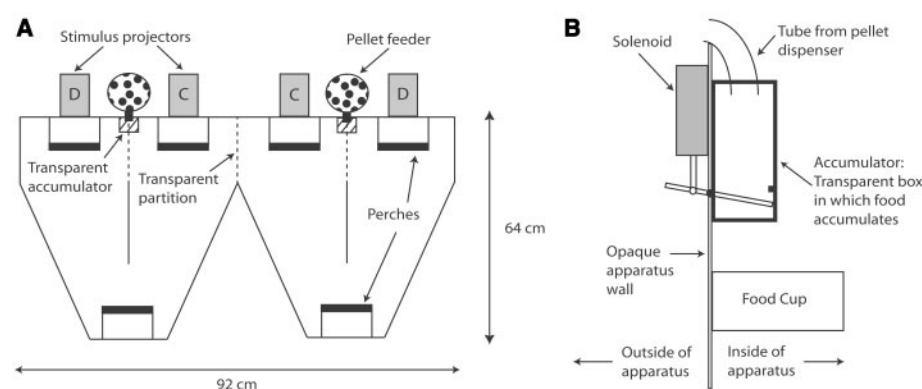 A
Stimulus projectors
Pellet feeder
D
C
C
D
Transparent
accumulator
Transparent
partition
Perches
64 cm
92 cm
B
Solenoid
Tube from pellet
dispenser
Accumulator:
Transparent box
in which food
accumulates
Opaque
apparatus
wall
Food Cup
Outside of
apparatus
Inside of
apparatus